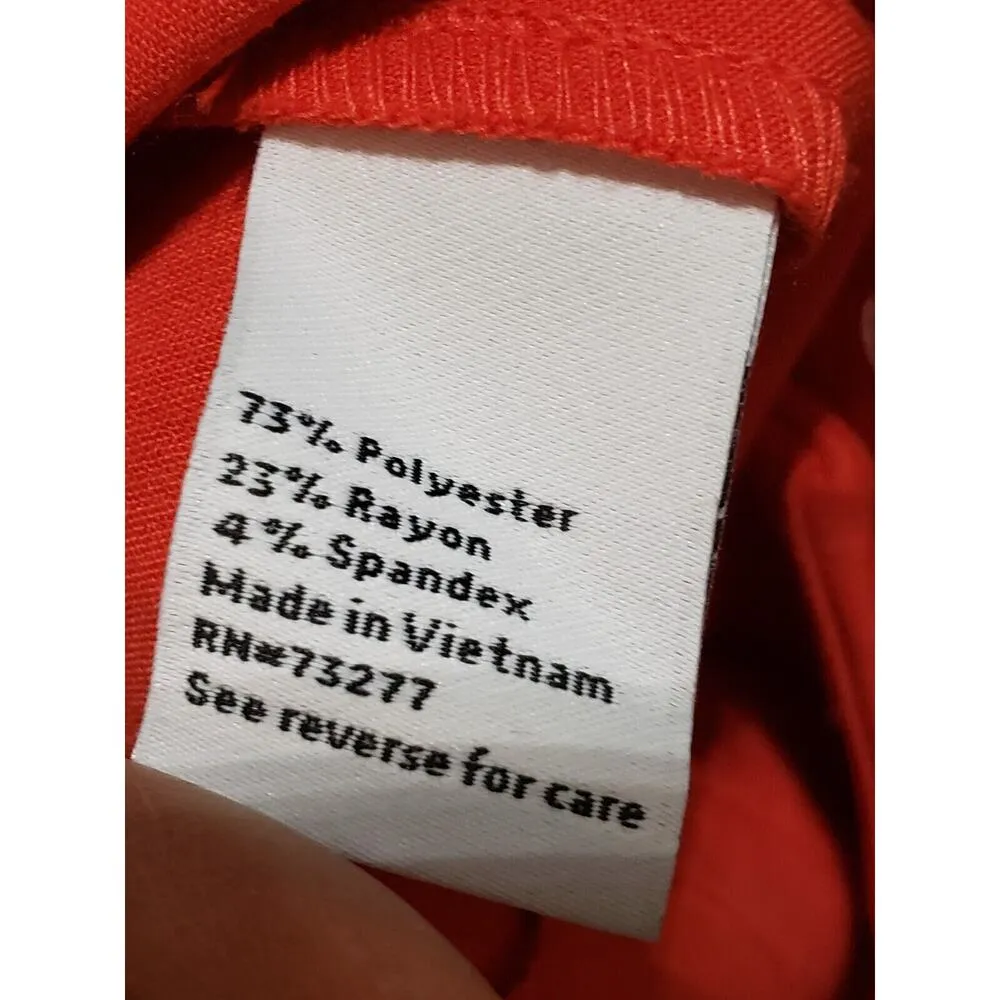 73% Polyester
23% Rayon
4% Spandex
Made in Vietnam
RN#73277
See reverse for care